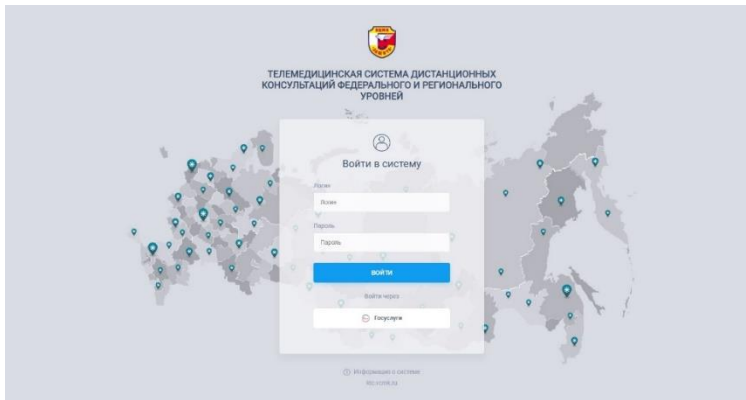 ТЕЛЕМЕДИЦИНСКАЯ СИСТЕМА ДИСТАНЦИОННЫХ
КОНСУЛЬТАЦИЙ ФЕДЕРАЛЬНОГО И РЕГИОНАЛЬНОГО
УРОВНЕЙ
Войти в систему
Логин
Логин
Пароль
Пароль
ВОЙТИ
Войти через
Госуслуги
Информация о системе